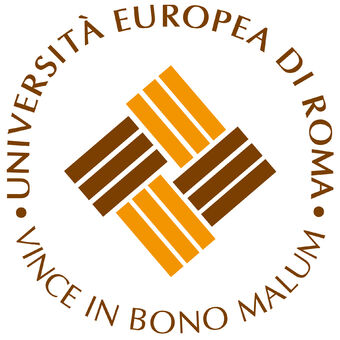 UNIVERSITÀ EUROPEA DI ROMA
• VINCE IN BONO MALUM •